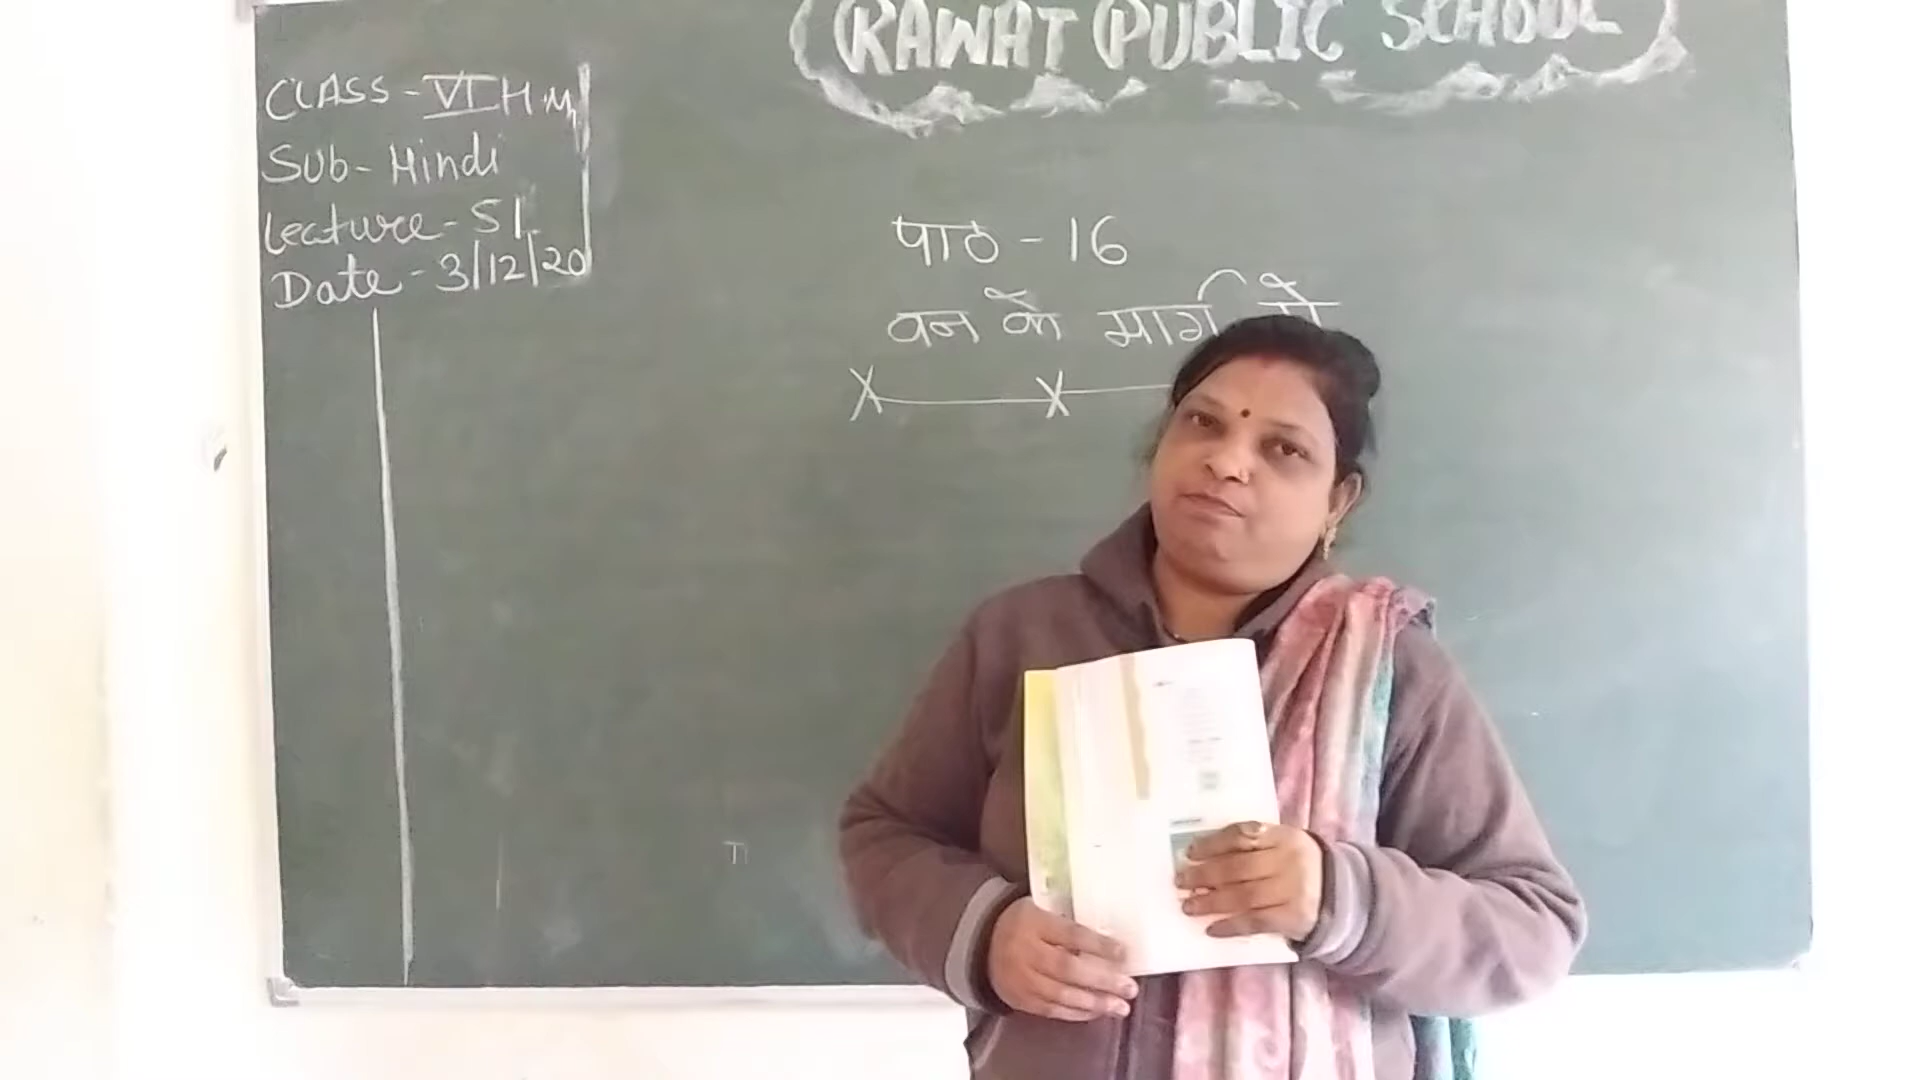 RAWAT PUBLIC SCHOOL
CLASS - VI H.M
Sub - Hindi
Lecture - 51
Date - 3/12/20
पाठ - 16
वन के मार्ग में